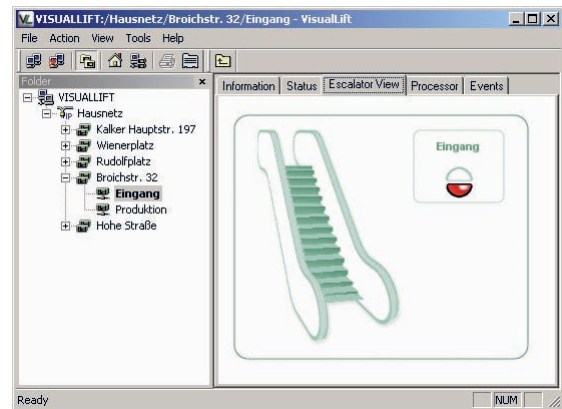 VISUALLIFT:/Hausnetz/Broichstr. 32/Eingang - VisualLift
File Action View Tools Help
Folder
Information Status Escalator View Processor Events
VISUALLIFT
IP Hausnetz
Kalker Hauptstr. 197
Wienerplatz
Rudolfplatz
Broichstr. 32
Eingang
Produktion
Hohe Straße
Eingang
Ready
NUM